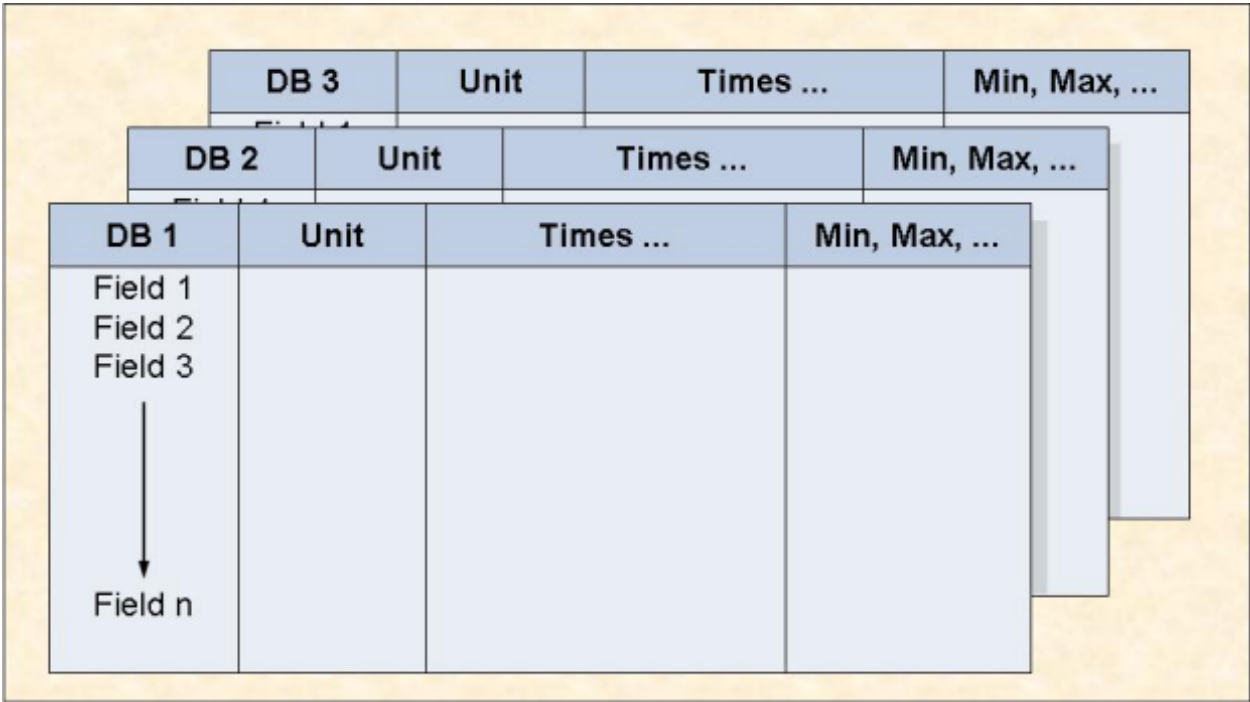 DB 3 Unit Times ... Min, Max, ...
DB 2 Unit Times ... Min, Max, ...
DB 1 Unit Times ... Min, Max, ...
Field 1
Field 2
Field 3
Field n